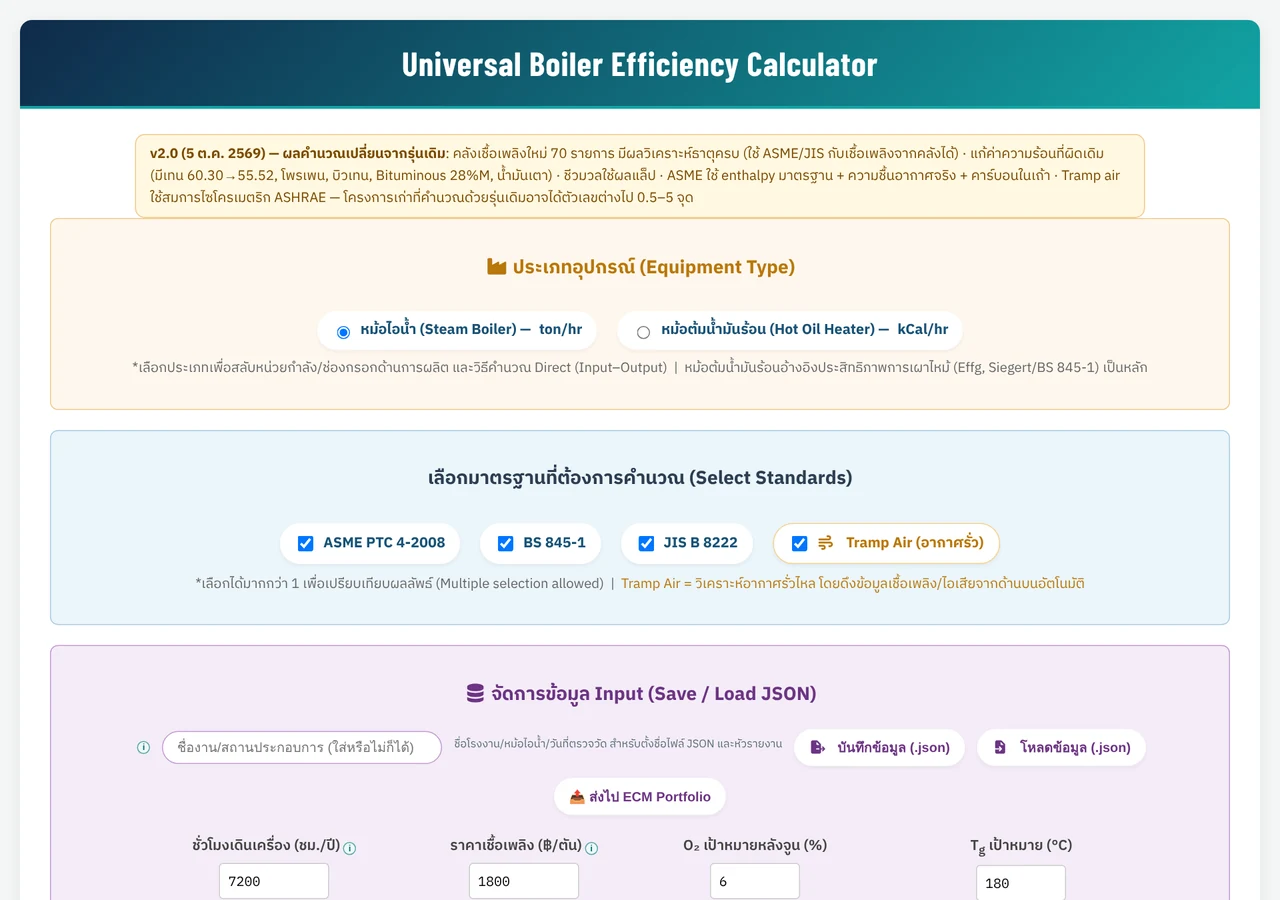 Universal Boiler Efficiency Calculator
v2.0 (5 ต.ค. 2569) — ผลคำนวณเปลี่ยนจากรุ่นเดิม: คลังเชื้อเพลิงใหม่ 70 รายการ มีผลวิเคราะห์ธาตุครบ (ใช้ ASME/JIS กับเชื้อเพลิงจากคลังได้) · แก้ค่าความร้อนที่ผิดเดิม
(มีเทน 60.30→55.52, โพรเพน, บิวเทน, Bituminous 28%M, น้ำมันเตา) · ชีวมวลใช้ผลแล็ป · ASME ใช้ enthalpy มาตรฐาน + ความชื้นอากาศจริง + คาร์บอนในเถ้า · Tramp air
ใช้สมการไซโครเมตริก ASHRAE — โครงการเก่าที่คำนวณด้วยรุ่นเดิมอาจได้ตัวเลขต่างไป 0.5–5 จุด
ประเภทอุปกรณ์ (Equipment Type)
หม้อไอน้ำ (Steam Boiler) — ton/hr หม้อต้มน้ำมันร้อน (Hot Oil Heater) — kCal/hr
*เลือกประเภทเพื่อสลับหน่วยกำลัง/ช่องกรอกด้านการผลิต และวิธีคำนวณ Direct (Input–Output) | หม้อต้มน้ำมันร้อนอ้างอิงประสิทธิภาพการเผาไหม้ (Effg, Siegert/BS 845-1) เป็นหลัก
เลือกมาตรฐานที่ต้องการคำนวณ (Select Standards)
ASME PTC 4-2008 BS 845-1 JIS B 8222 Tramp Air (อากาศรั่ว)
*เลือกได้มากกว่า 1 เพื่อเปรียบเทียบผลลัพธ์ (Multiple selection allowed) | Tramp Air = วิเคราะห์อากาศรั่วไหล โดยดึงข้อมูลเชื้อเพลิง/ไอเสียจากด้านบนอัตโนมัติ
จัดการข้อมูล Input (Save / Load JSON)
ชื่องาน/สถานประกอบการ (ใส่หรือไม่ก็ได้) ชื่อโรงงาน/หม้อไอน้ำ/วันที่ตรวจวัด สำหรับตั้งชื่อไฟล์ JSON และหัวรายงาน บันทึกข้อมูล (.json) โหลดข้อมูล (.json)
ส่งไป ECM Portfolio
ชั่วโมงเดินเครื่อง (ชม./ปี) ราคาเชื้อเพลิง (฿/ตัน) O₂ เป้าหมายหลังจูน (%) Tg เป้าหมาย (°C)
7200 1800 6 180